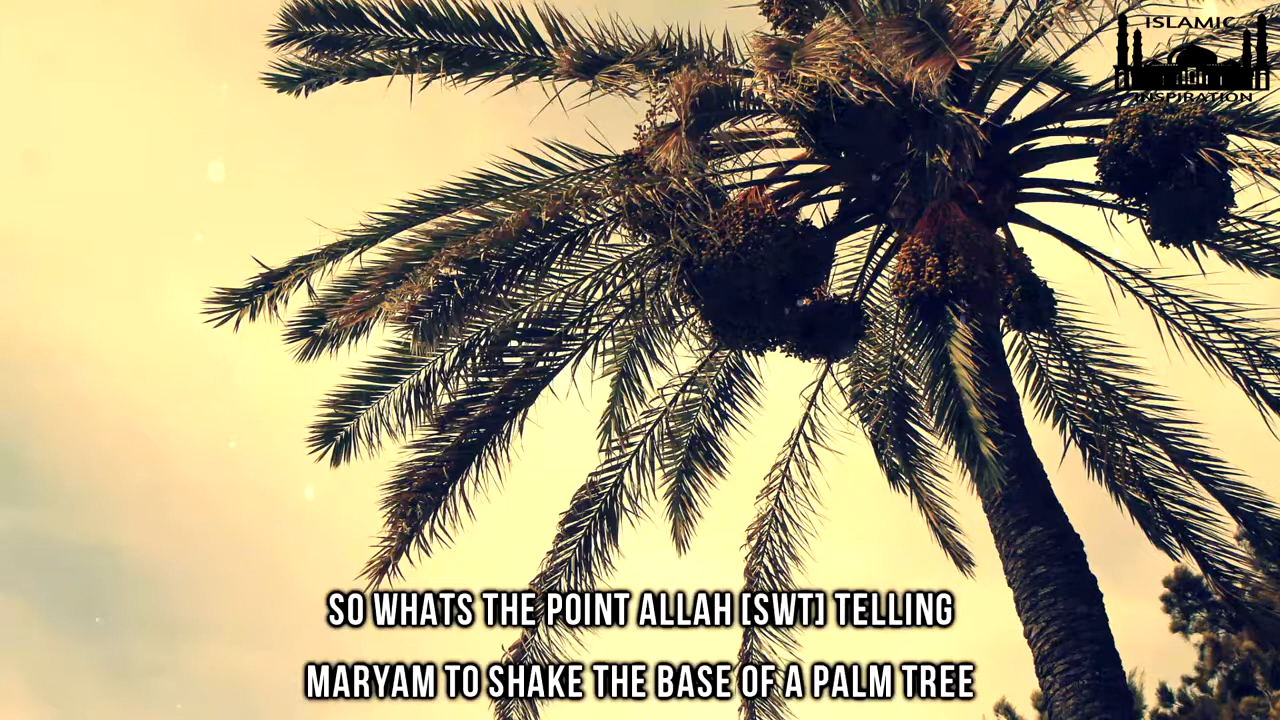 ISLAMIC
INSPIRATION
SO WHATS THE POINT ALLAH [SWT] TELLING
MARYAM TO SHAKE THE BASE OF A PALM TREE